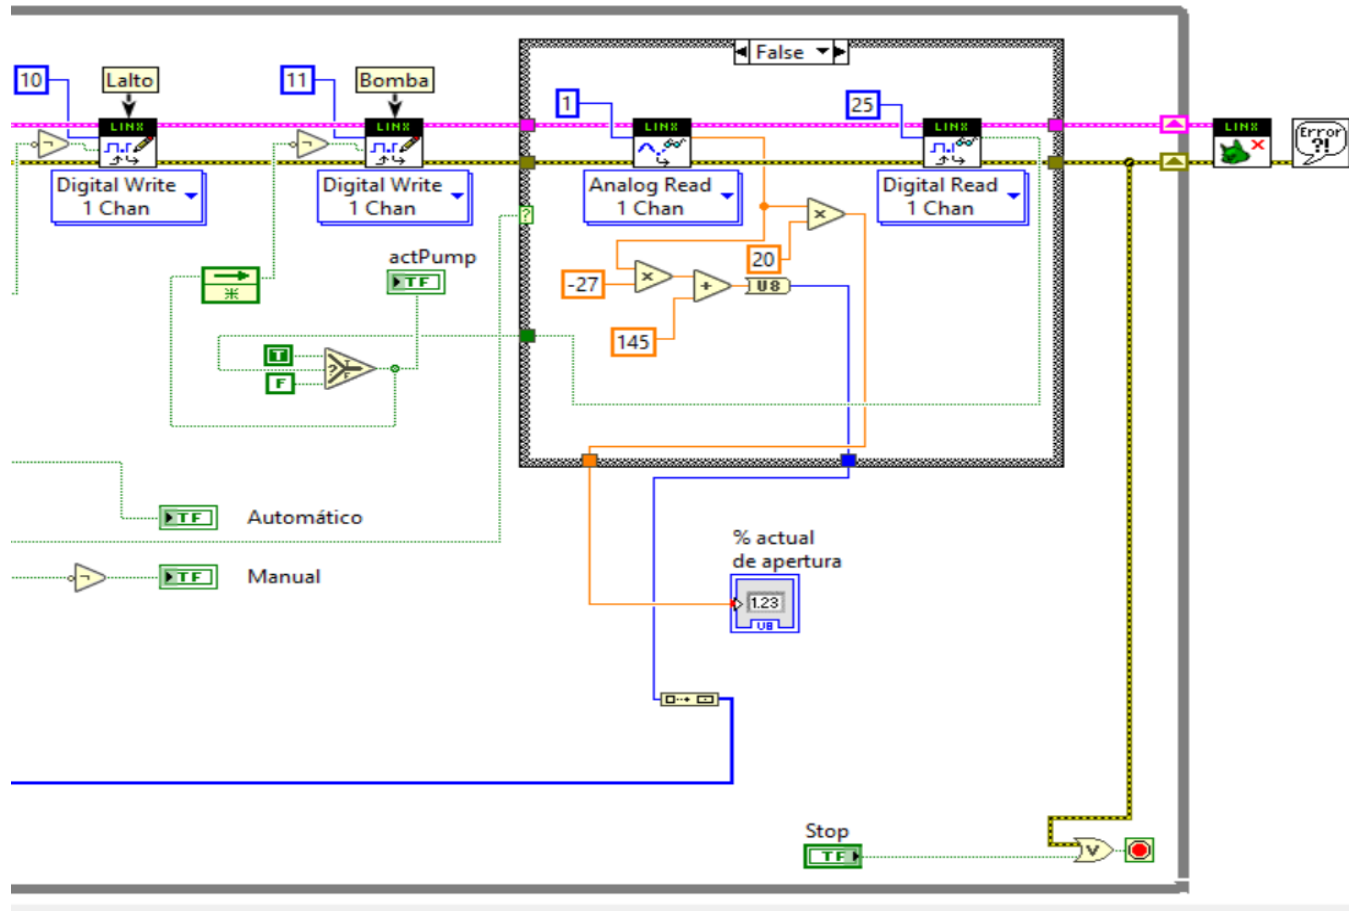 False
10
Lalto
11
Bomba
1
25
LINX
LINX
LINX
LINX
LINX
Error
?!
Digital Write
1 Chan
Digital Write
1 Chan
Analog Read
1 Chan
Digital Read
1 Chan
?
×
actPump
TF
20
-27
×
+
U8
145
T
F
?
T
F
TF
Automático
% actual
de apertura
TF
Manual
1.23
U8
Stop
TF
V